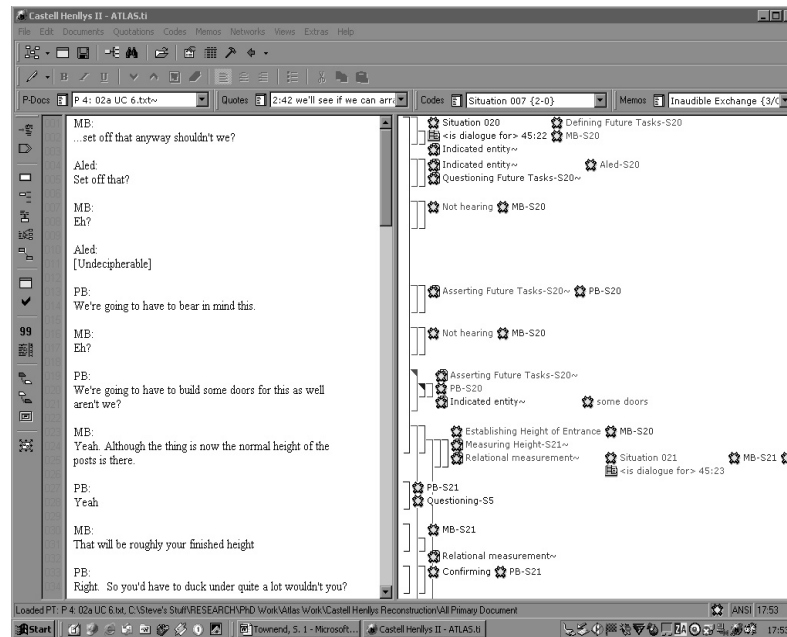 Castell Henllys II - ATLAS.ti
File Edit Documents Quotations Codes Memos Networks Views Extras Help
B I U
P-Docs P 4: 02a UC 6.txt~ Quotes 2:42 we'll see if we can arra Codes Situation 007 {2-0} Memos Inaudible Exchange {3/0
MB:
...set off that anyway shouldn't we?
Aled:
Set off that?
MB:
Eh?
Aled:
[Undecipherable]
PB:
We're going to have to bear in mind this.
MB:
Eh?
PB:
We're going to have to build some doors for this as well
aren't we?
MB:
Yeah. Although the thing is now the normal height of the
posts is there.
PB:
Yeah
MB:
That will be roughly your finished height
PB:
Right. So you'd have to duck under quite a lot wouldn't you?
Situation 020 Defining Future Tasks-S20
<is dialogue for> 45:22 MB-S20
Indicated entity~
Indicated entity~ Aled-S20
Questioning Future Tasks-S20~
Not hearing MB-S20
Asserting Future Tasks-S20~ PB-S20
Not hearing MB-S20
Asserting Future Tasks-S20~
PB-S20
Indicated entity~ some doors
Establishing Height of Entrance MB-S20
Measuring Height-S21~
Relational measurement~ Situation 021 MB-S21
<is dialogue for> 45:23
PB-S21
Questioning-S5
MB-S21
Relational measurement~
Confirming PB-S21
99
Loaded PT: P 4: 02a UC 6.txt, C:\Steve's Stuff\RESEARCH\PhD Work\Atlas Work\Castell Henllys Reconstruction\All Primary Document ANSI 17:53
Start Townend, S. 1 - Microsoft... Castell Henllys II - ATLAS.ti 17:53